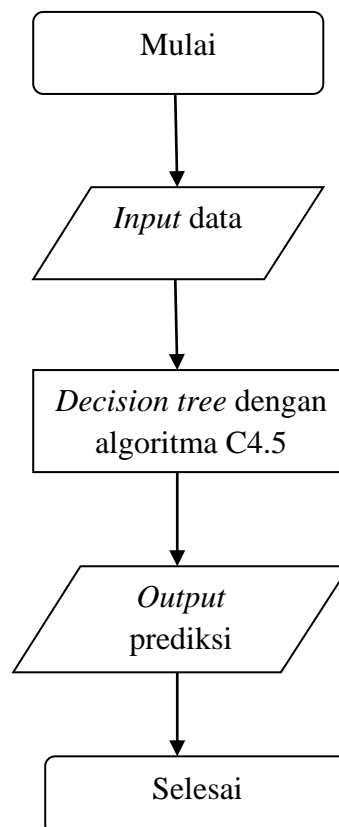 Mulai
Input data
Decision tree dengan
algoritma C4.5
Output
prediksi
Selesai